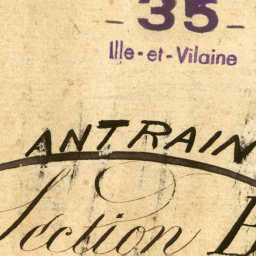 - 35 -
Ille-et-Vilaine
ANTRAIN
Section B